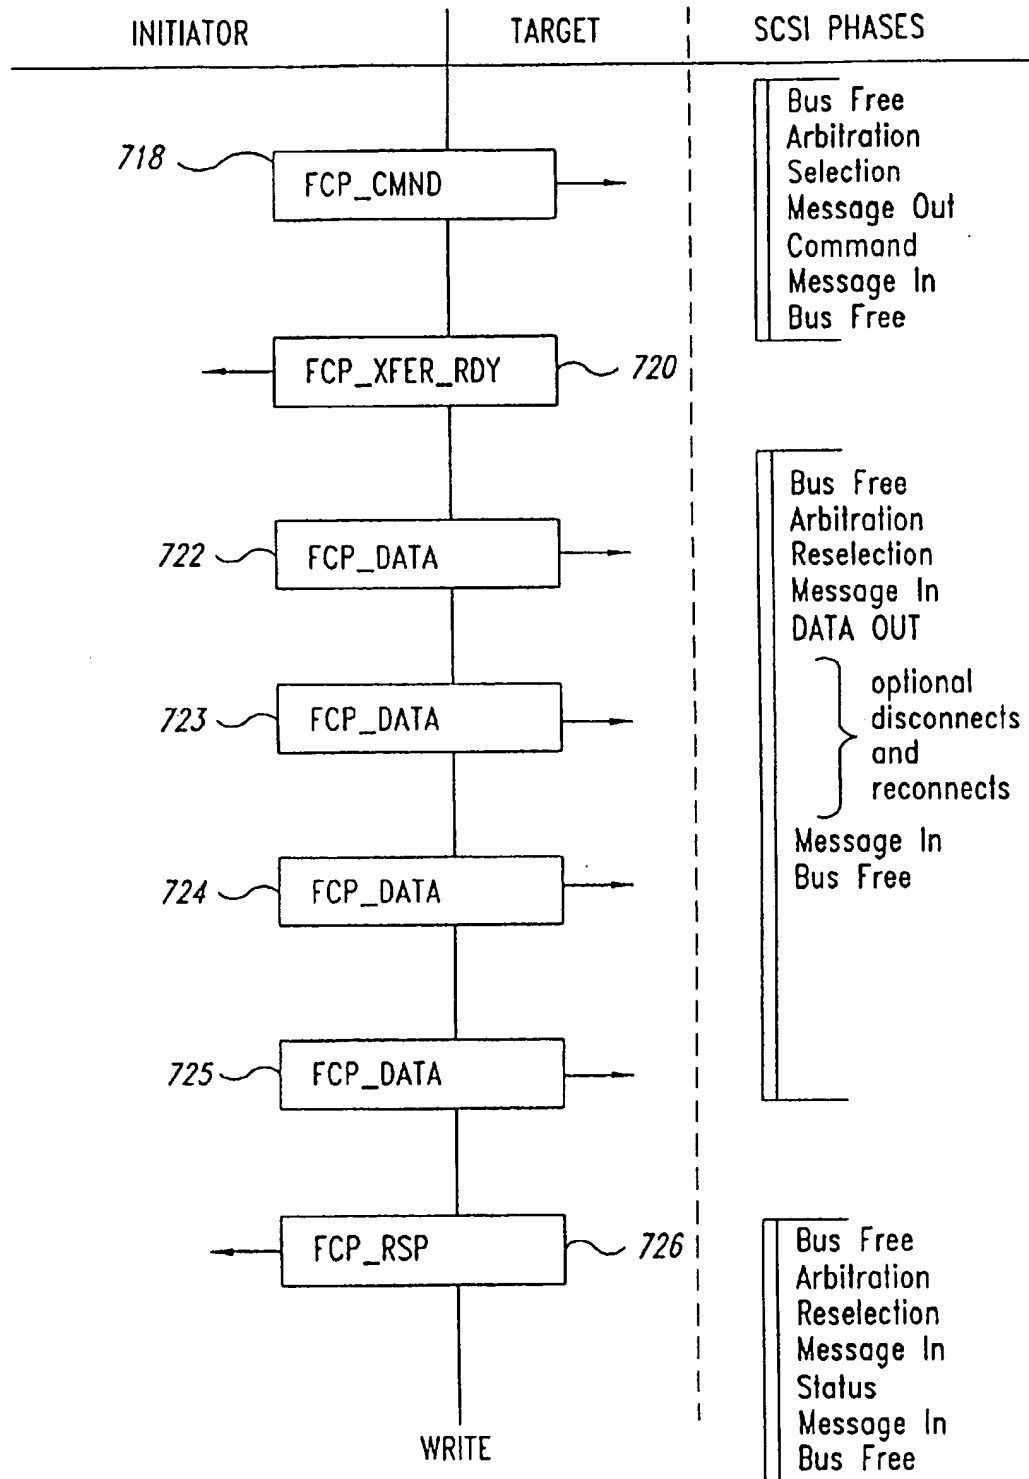 INITIATOR TARGET SCSI PHASES
718 FCP_CMND
Bus Free
Arbitration
Selection
Message Out
Command
Message In
Bus Free
FCP_XFER_RDY 720
722 FCP_DATA
723 FCP_DATA
724 FCP_DATA
725 FCP_DATA
Bus Free
Arbitration
Reselection
Message In
DATA OUT
optional
disconnects
and
reconnects
Message In
Bus Free
FCP_RSP 726
Bus Free
Arbitration
Reselection
Message In
Status
Message In
Bus Free
WRITE